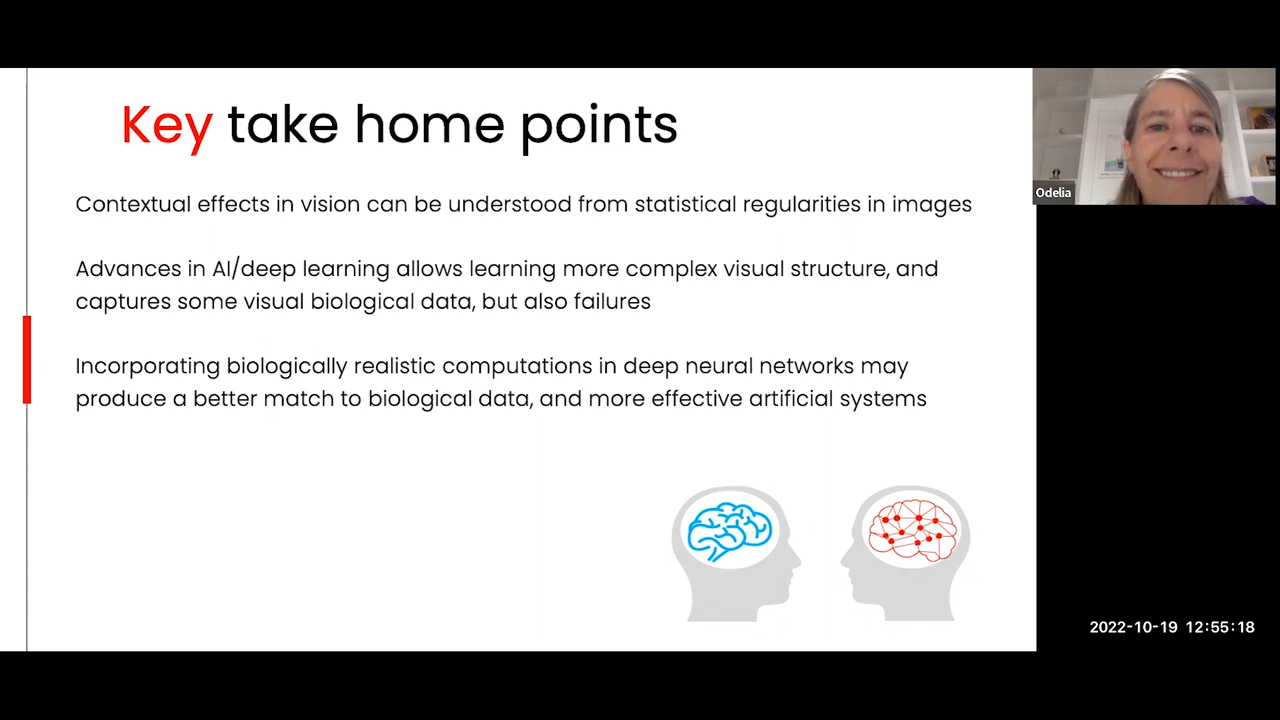 Key take home points
Contextual effects in vision can be understood from statistical regularities in images
Advances in AI/deep learning allows learning more complex visual structure, and
captures some visual biological data, but also failures
Incorporating biologically realistic computations in deep neural networks may
produce a better match to biological data, and more effective artificial systems
Odelia
2022-10-19 12:55:18